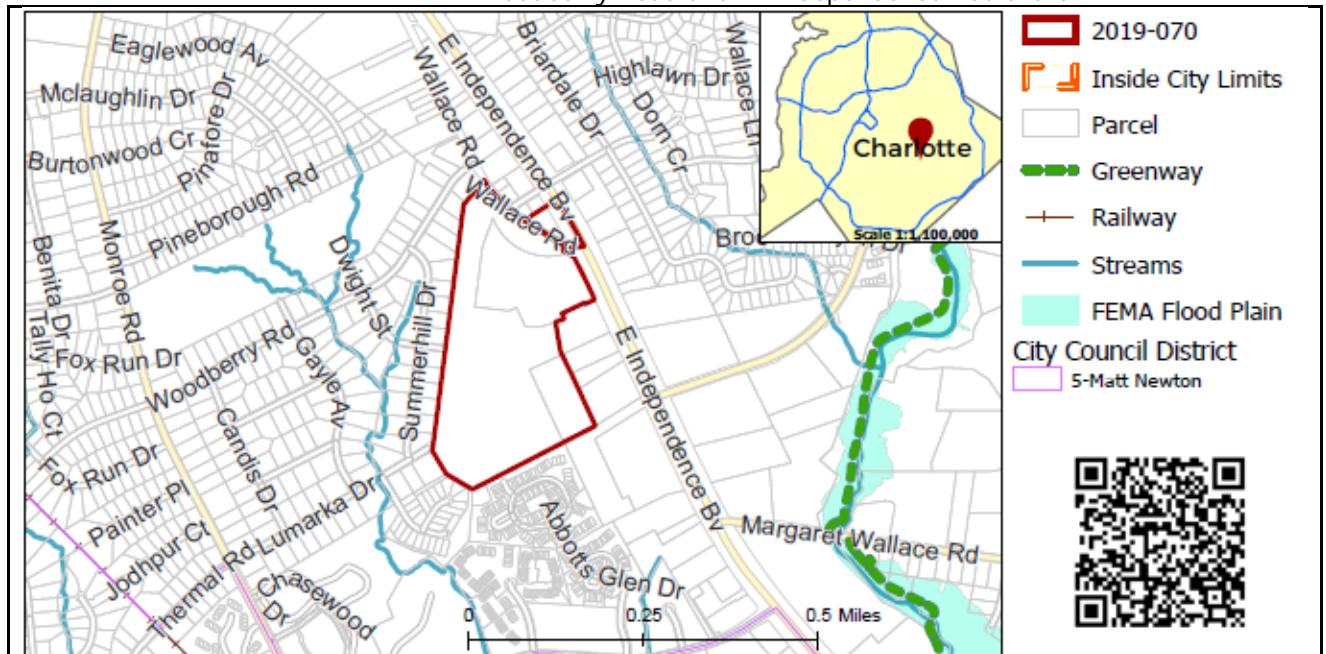 Eaglewood Av
Mclaughlin Dr
Burtonwood Cr
Pinafore Dr
Pineborough Rd
Monroe Rd
Benita Dr
Tally Ho Ct
Fox Run Dr
Woodberry Rd
Dwight St
Gayle Av
Summerhill Dr
Candis Dr
Fox Run Dr
Painter Pl
Jodhpur Ct
Thermal Rd
Lumarka Dr
Chasewood
Dr
Wallace Rd
Wallace Rd
E Independence Bv
Briardale Dr
Highlawn Dr
Dorn Cr
Wallace Ln
E Independence Bv
Abbotts Glen Dr
Margaret Wallace Rd
0 0.25 0.5 Miles
Charlotte
Scale 1:1,100,000
2019-070
Inside City Limits
Parcel
Greenway
Railway
Streams
FEMA Flood Plain
City Council District
5-Matt Newton